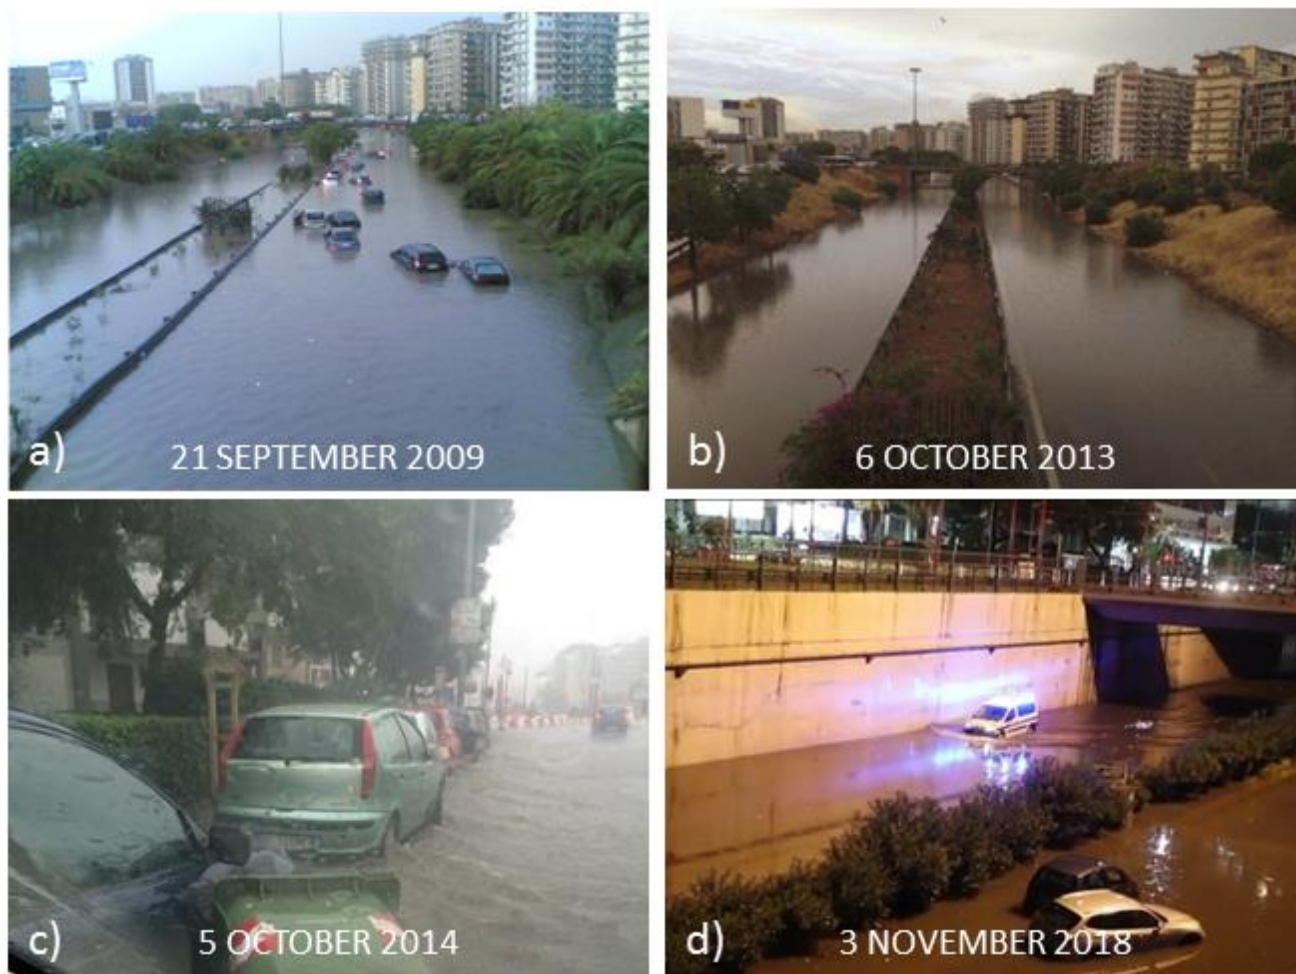 a)
21 SEPTEMBER 2009
b)
6 OCTOBER 2013
c)
5 OCTOBER 2014
d)
3 NOVEMBER 2018